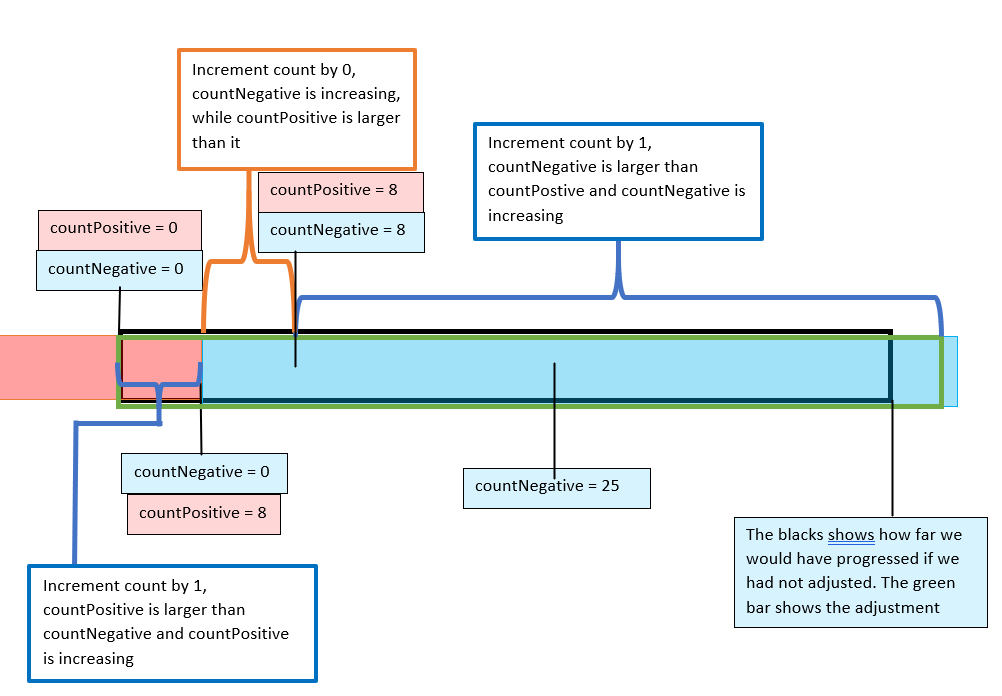 Increment count by 0,
countNegative is increasing,
while countPositive is larger
than it
Increment count by 1,
countNegative is larger than
countPostive and countNegative is
increasing
countPositive = 8
countNegative = 8
countPositive = 0
countNegative = 0
countNegative = 0
countPositive = 8
countNegative = 25
The blacks shows how far we
would have progressed if we
had not adjusted. The green
bar shows the adjustment
Increment count by 1,
countPositive is larger than
countNegative and countPositive
is increasing